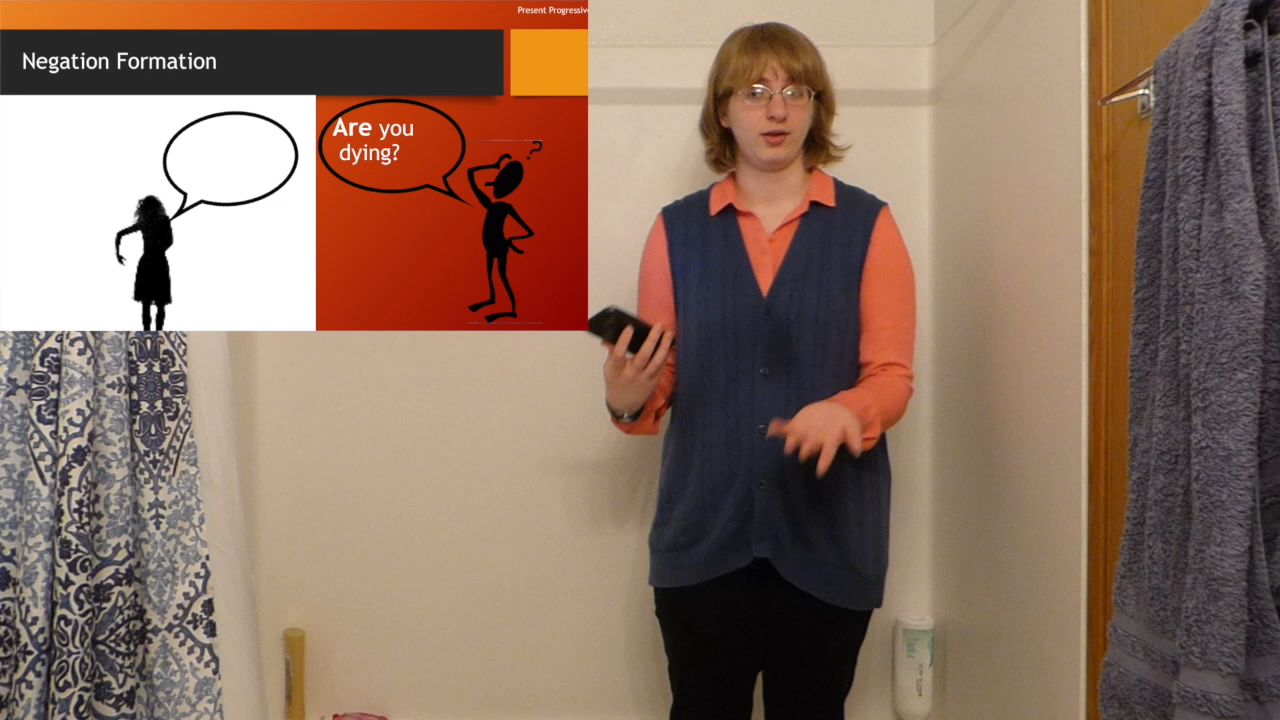 Present Progressive
Negation Formation
Are you
dying?